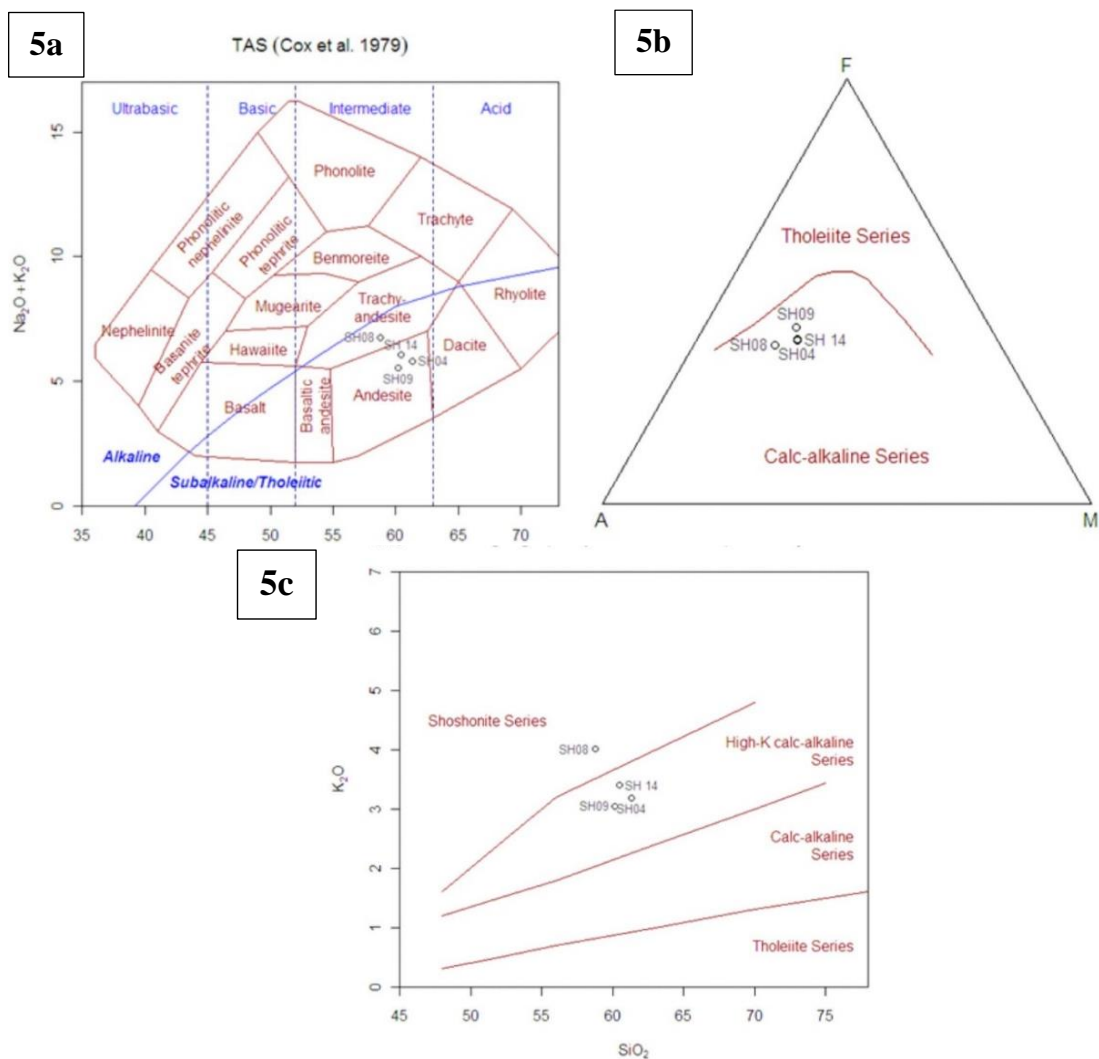 5a
TAS (Cox et al. 1979)
Ultrabasic
Basic
Intermediate
Acid
Phonolite
Phonolitic
nephelinite
Phonolitic
tephrite
Trachyte
Benmoreite
Rhyolite
Nephelinite
Basanite
tephrite
Mugearite
Trachy-
andesite
Hawaiite
SH08
SH 14
SH04
SH09
Dacite
Basalt
Basaltic
andesite
Andesite
Alkaline
Subalkaline/Tholeiitic
Na2O + K2O
0
5
10
15
35
40
45
50
55
60
65
70
5b
F
Tholeiite Series
SH09
SH08
SH 14
SH04
Calc-alkaline Series
A
M
5c
K2O
7
6
5
4
3
2
1
0
Shoshonite Series
High-K calc-alkaline
Series
SH08
SH 14
SH09
SH04
Calc-alkaline
Series
Tholeiite Series
45
50
55
60
65
70
75
SiO2